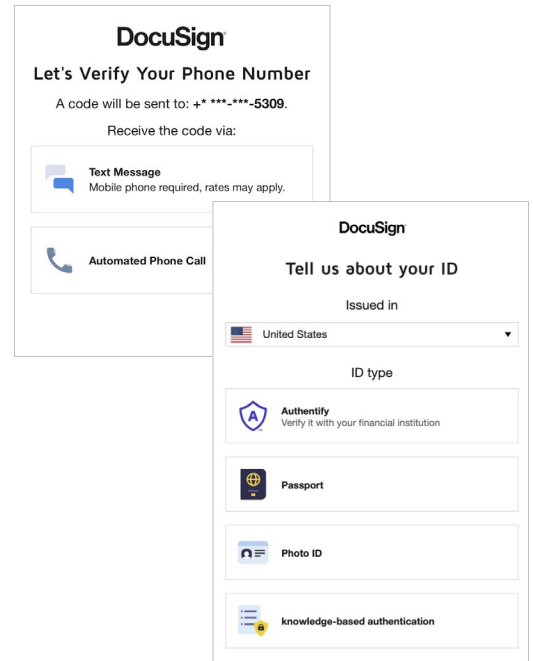 DocuSign
Let's Verify Your Phone Number
A code will be sent to: +* ***-***-5309.
Receive the code via:
Text Message
Mobile phone required, rates may apply.
Automated Phone Call
DocuSign
Tell us about your ID
Issued in
United States
ID type
A
Authentify
Verify it with your financial institution
Passport
Photo ID
knowledge-based authentication